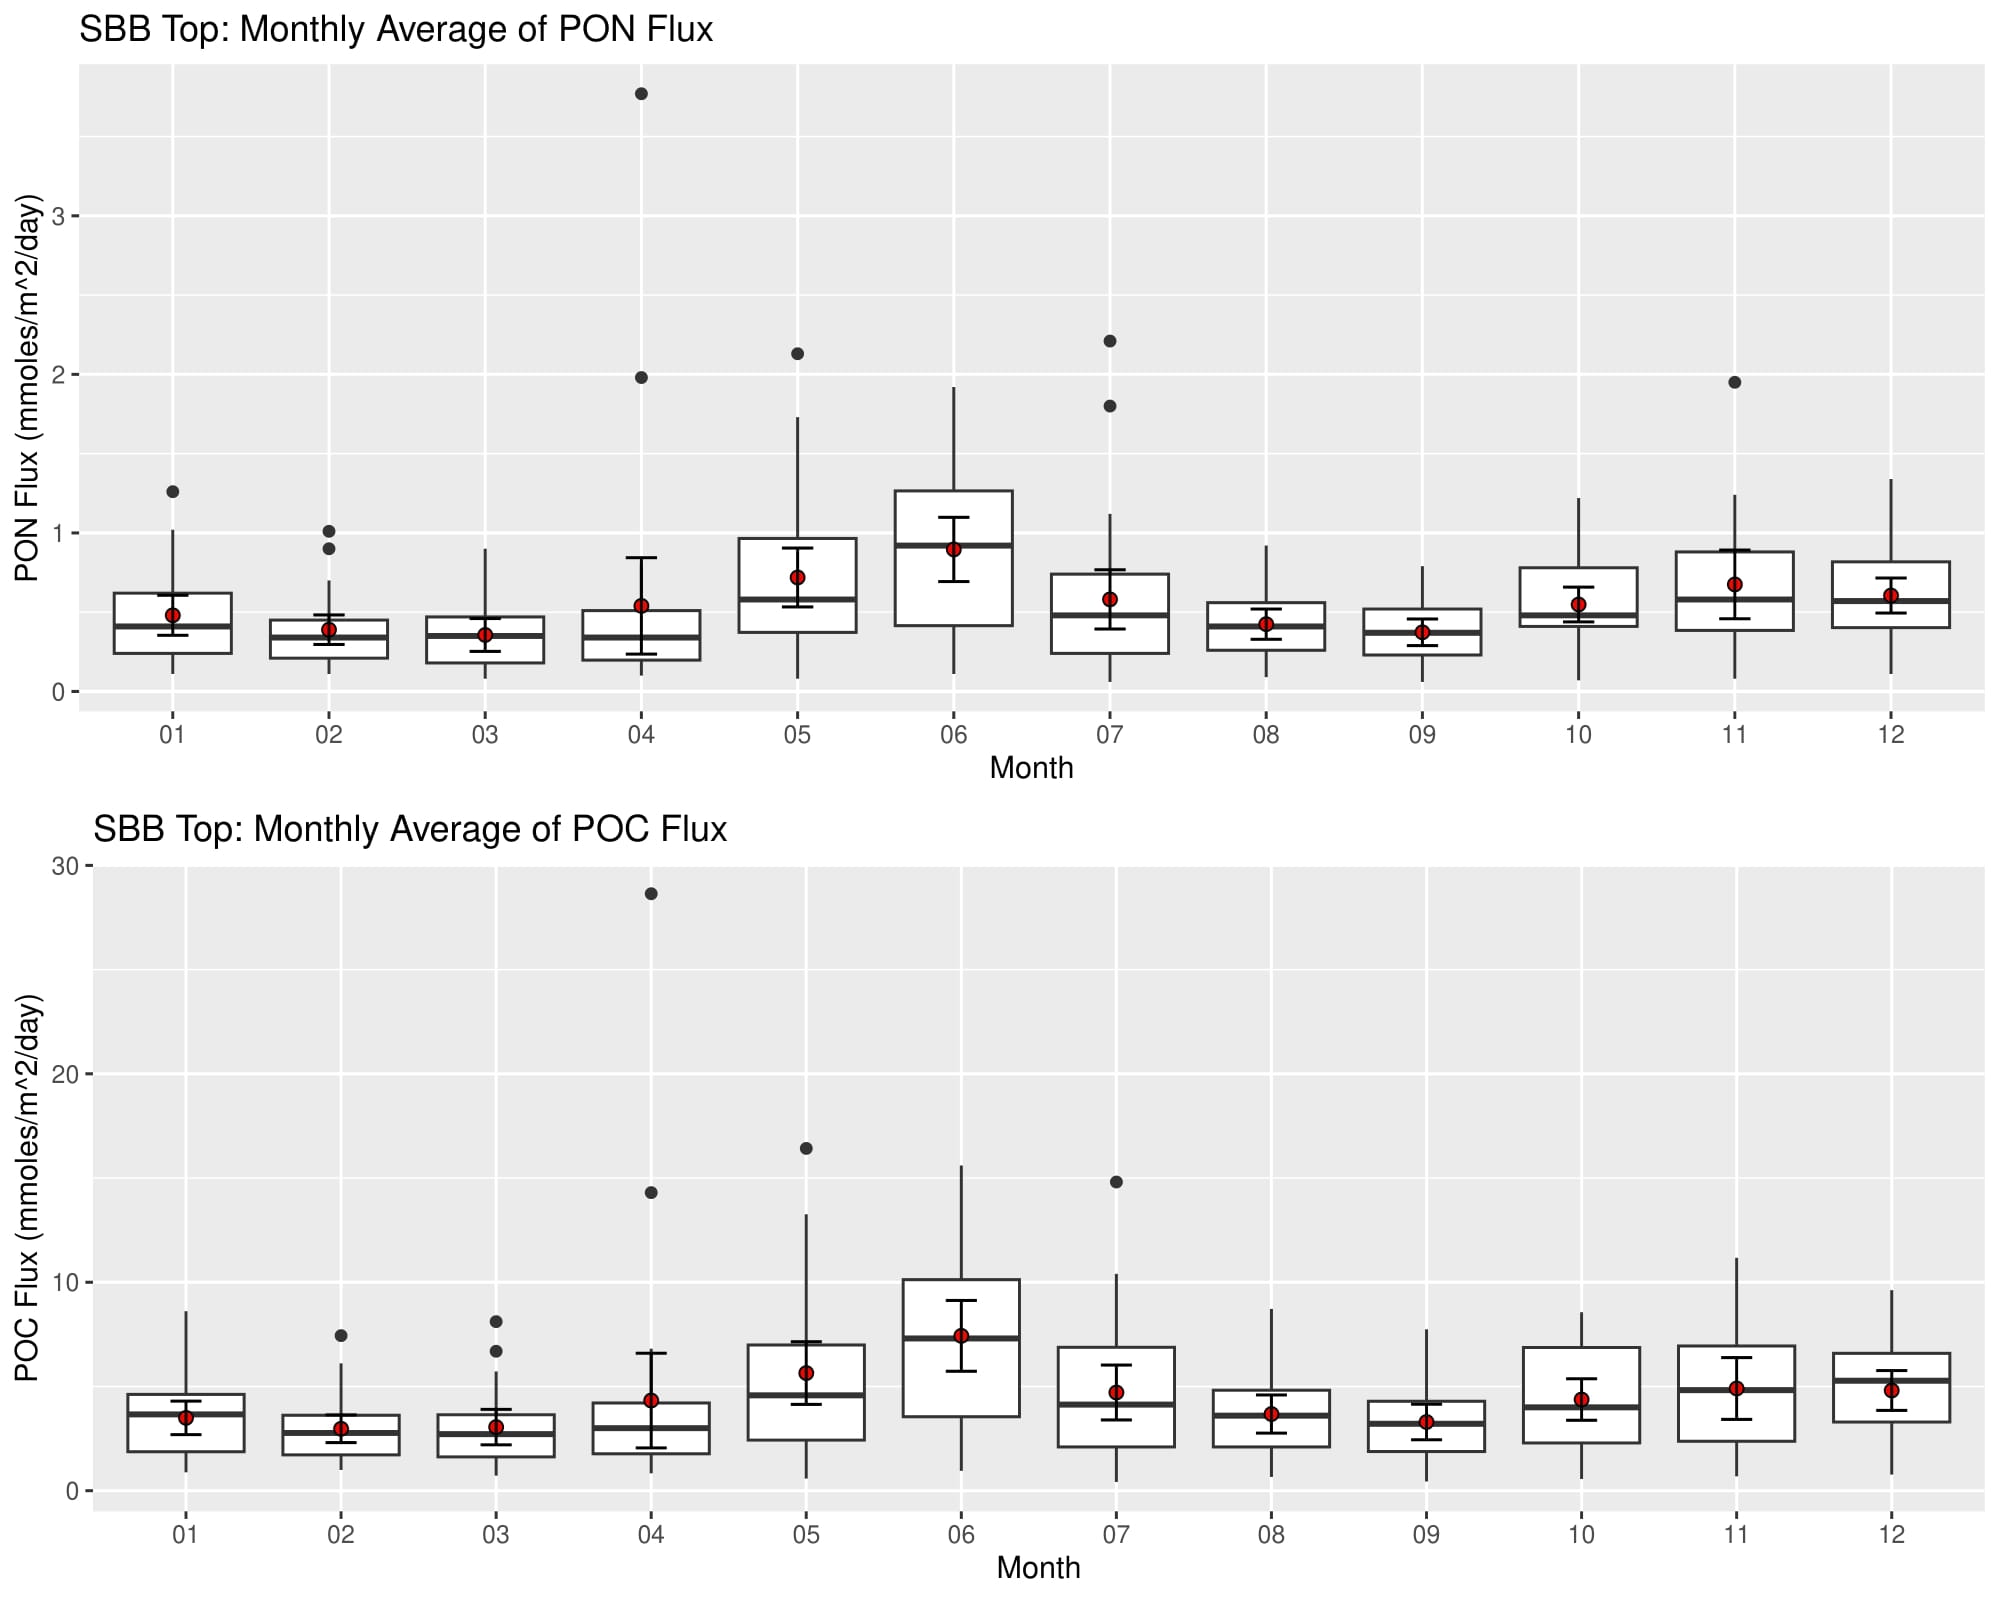 SBB Top: Monthly Average of PON Flux
PON Flux (mmoles/m^2/day)
3
2
1
0
01 02 03 04 05 06 07 08 09 10 11 12
Month
SBB Top: Monthly Average of POC Flux
POC Flux (mmoles/m^2/day)
30
20
10
0
01 02 03 04 05 06 07 08 09 10 11 12
Month